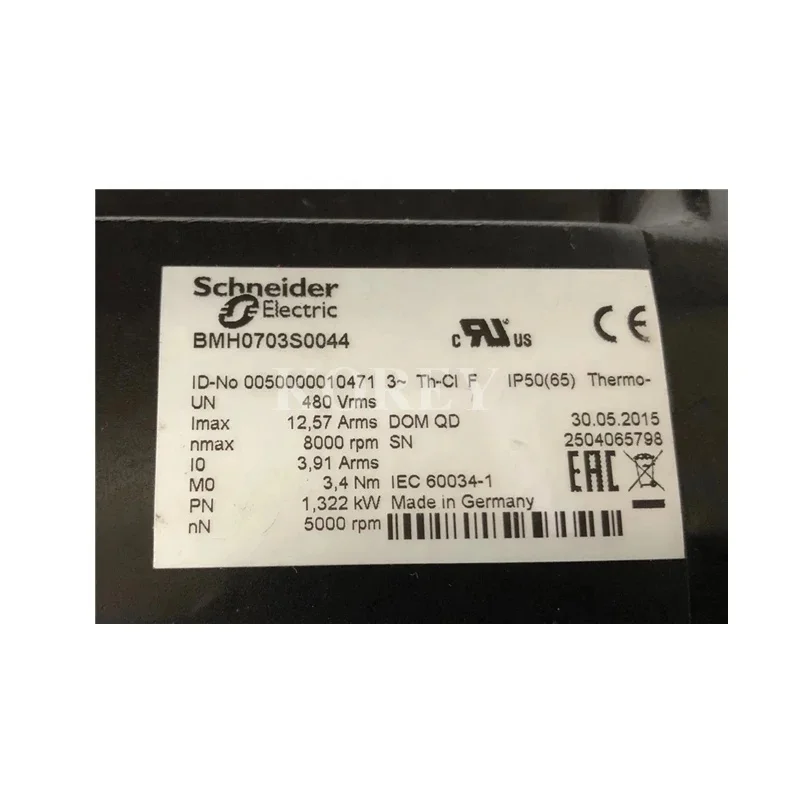 Schneider
Electric
BMH0703S0044
c RU US
CE
ID-No 0050000010471 3~ Th-Cl F IP50(65) Thermo-
UN 480 Vrms
Imax 12,57 Arms DOM QD 30.05.2015
nmax 8000 rpm SN 2504065798
I0 3,91 Arms
M0 3,4 Nm IEC 60034-1 EAC
PN 1,322 kW Made in Germany
nN 5000 rpm
KOREY